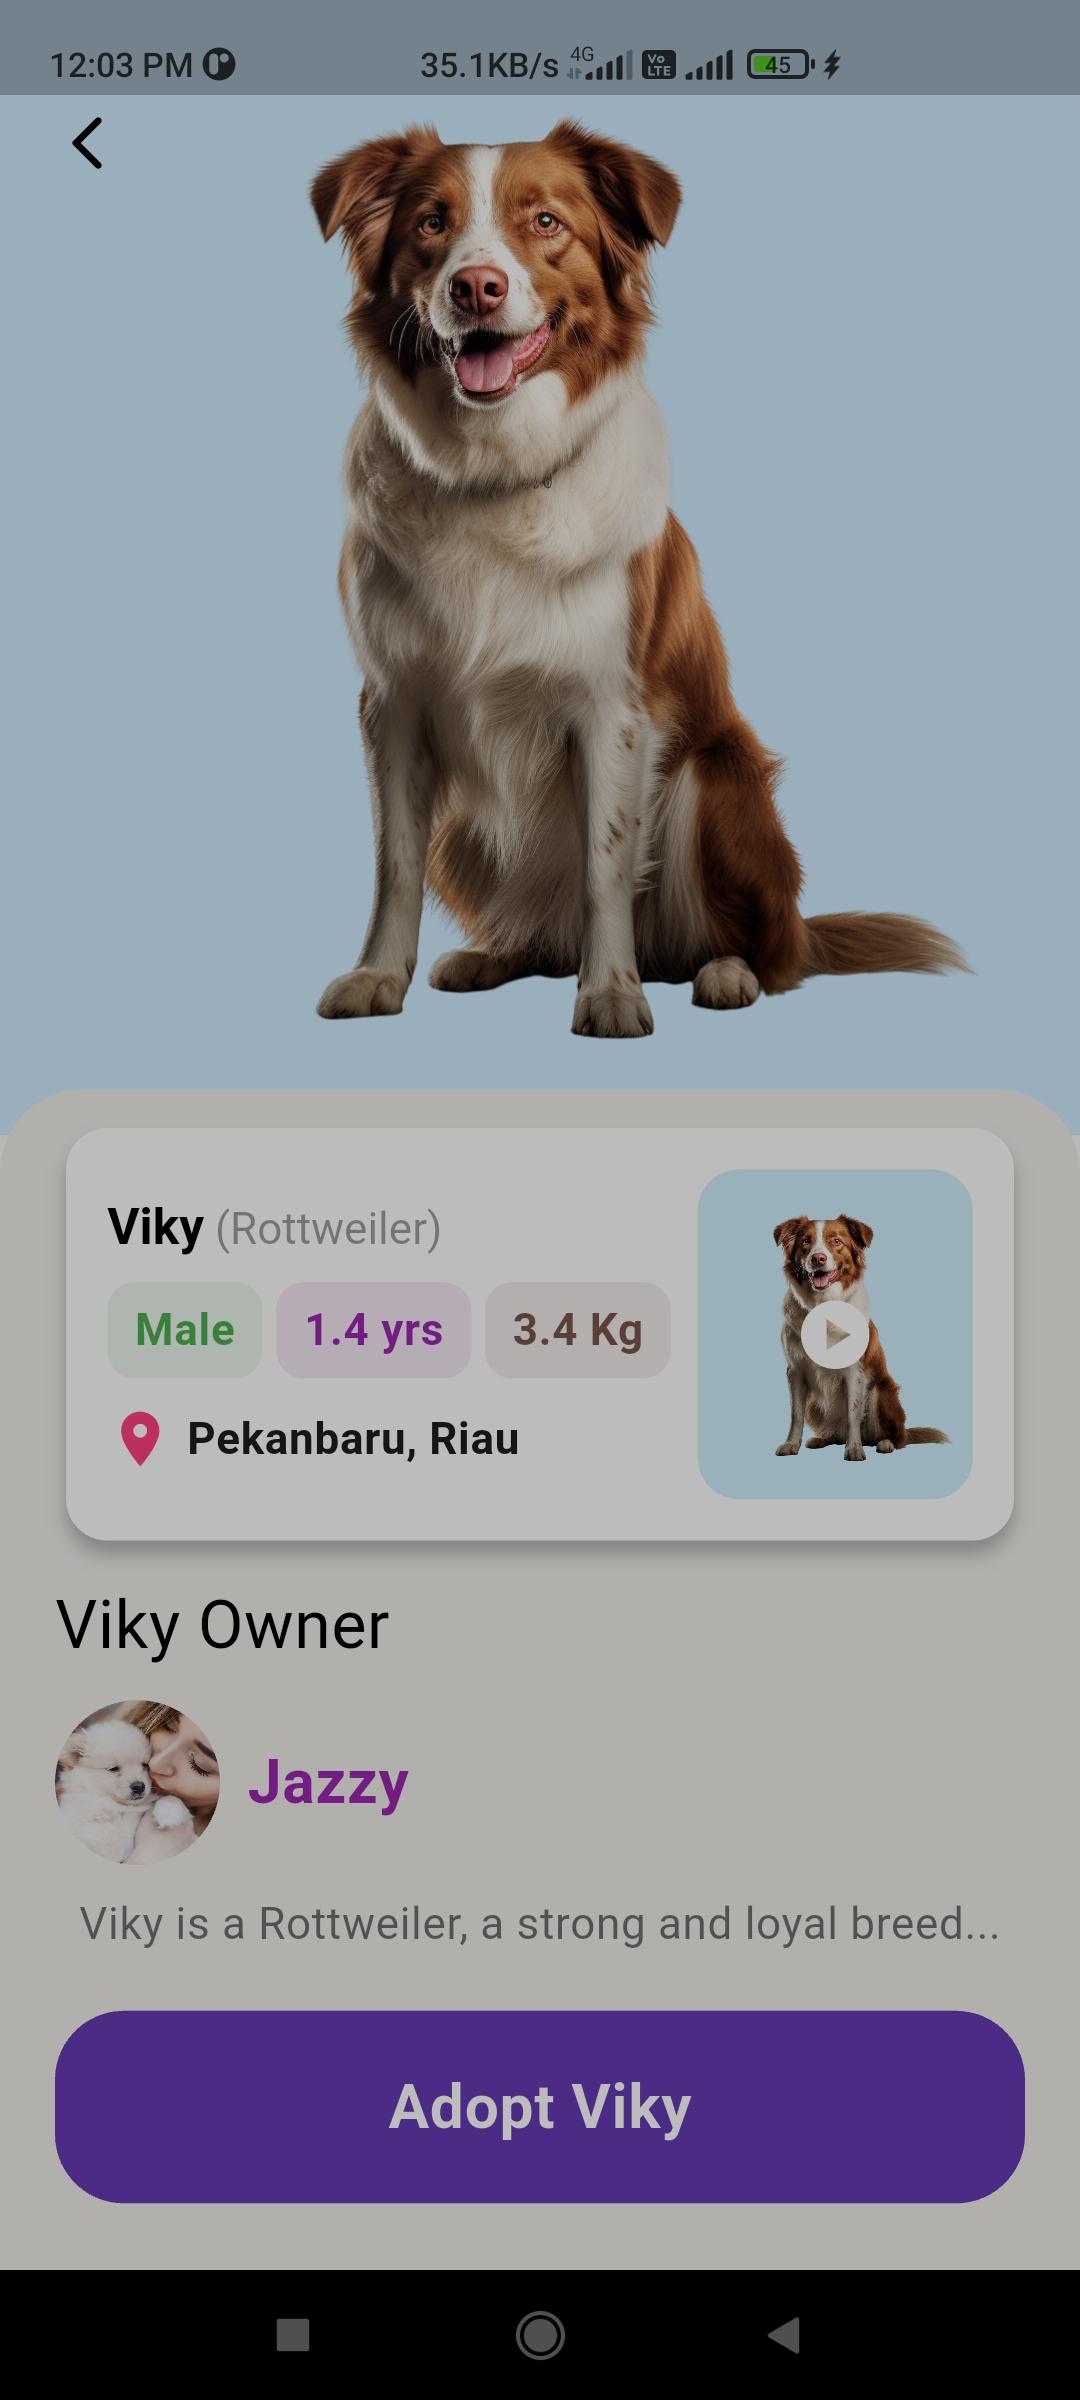 12:03 PM 35.1KB/s 4G Vo LTE 45
Viky (Rottweiler)
Male 1.4 yrs 3.4 Kg
Pekanbaru, Riau
Viky Owner
Jazzy
Viky is a Rottweiler, a strong and loyal breed...
Adopt Viky